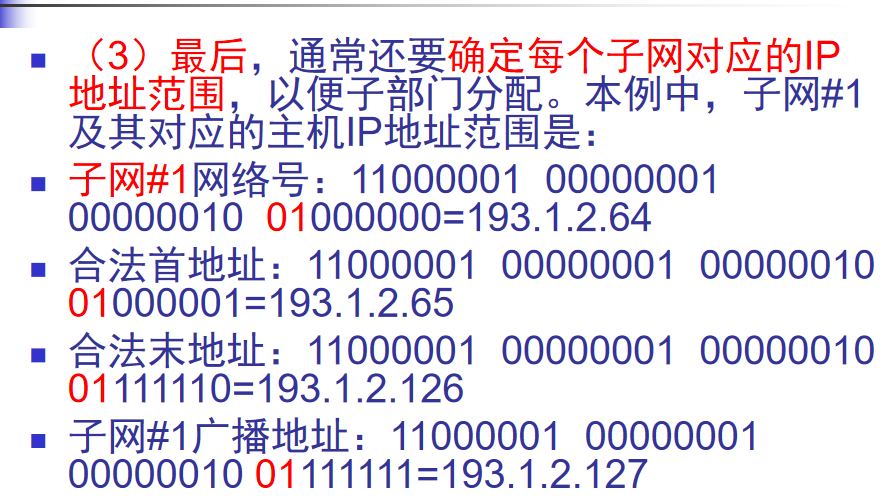 （3）最后，通常还要确定每个子网对应的IP
地址范围，以便子部门分配。本例中，子网#1
及其对应的主机IP地址范围是：
子网#1网络号：11000001  00000001
00000010  01000000=193.1.2.64
合法首地址：11000001  00000001  00000010
01000001=193.1.2.65
合法末地址：11000001  00000001  00000010
01111110=193.1.2.126
子网#1广播地址：11000001  00000001
00000010 01111111=193.1.2.127